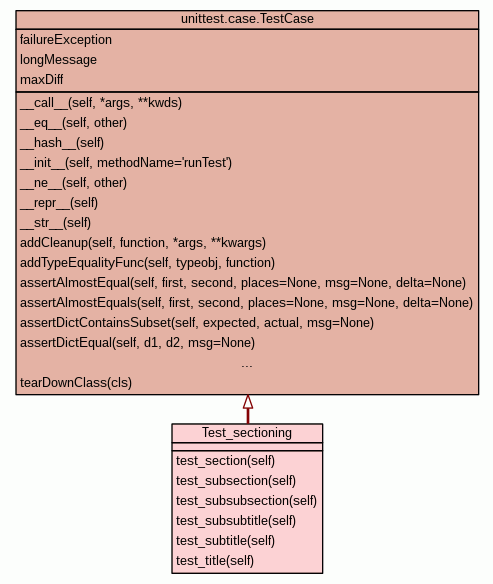 unittest.case.TestCase
failureException
longMessage
maxDiff
__call__(self, *args, **kwds)
__eq__(self, other)
__hash__(self)
__init__(self, methodName='runTest')
__ne__(self, other)
__repr__(self)
__str__(self)
addCleanup(self, function, *args, **kwargs)
addTypeEqualityFunc(self, typeobj, function)
assertAlmostEqual(self, first, second, places=None, msg=None, delta=None)
assertAlmostEquals(self, first, second, places=None, msg=None, delta=None)
assertDictContainsSubset(self, expected, actual, msg=None)
assertDictEqual(self, d1, d2, msg=None)
...
tearDownClass(cls)
Test_sectioning
test_section(self)
test_subsection(self)
test_subsubsection(self)
test_subsubtitle(self)
test_subtitle(self)
test_title(self)